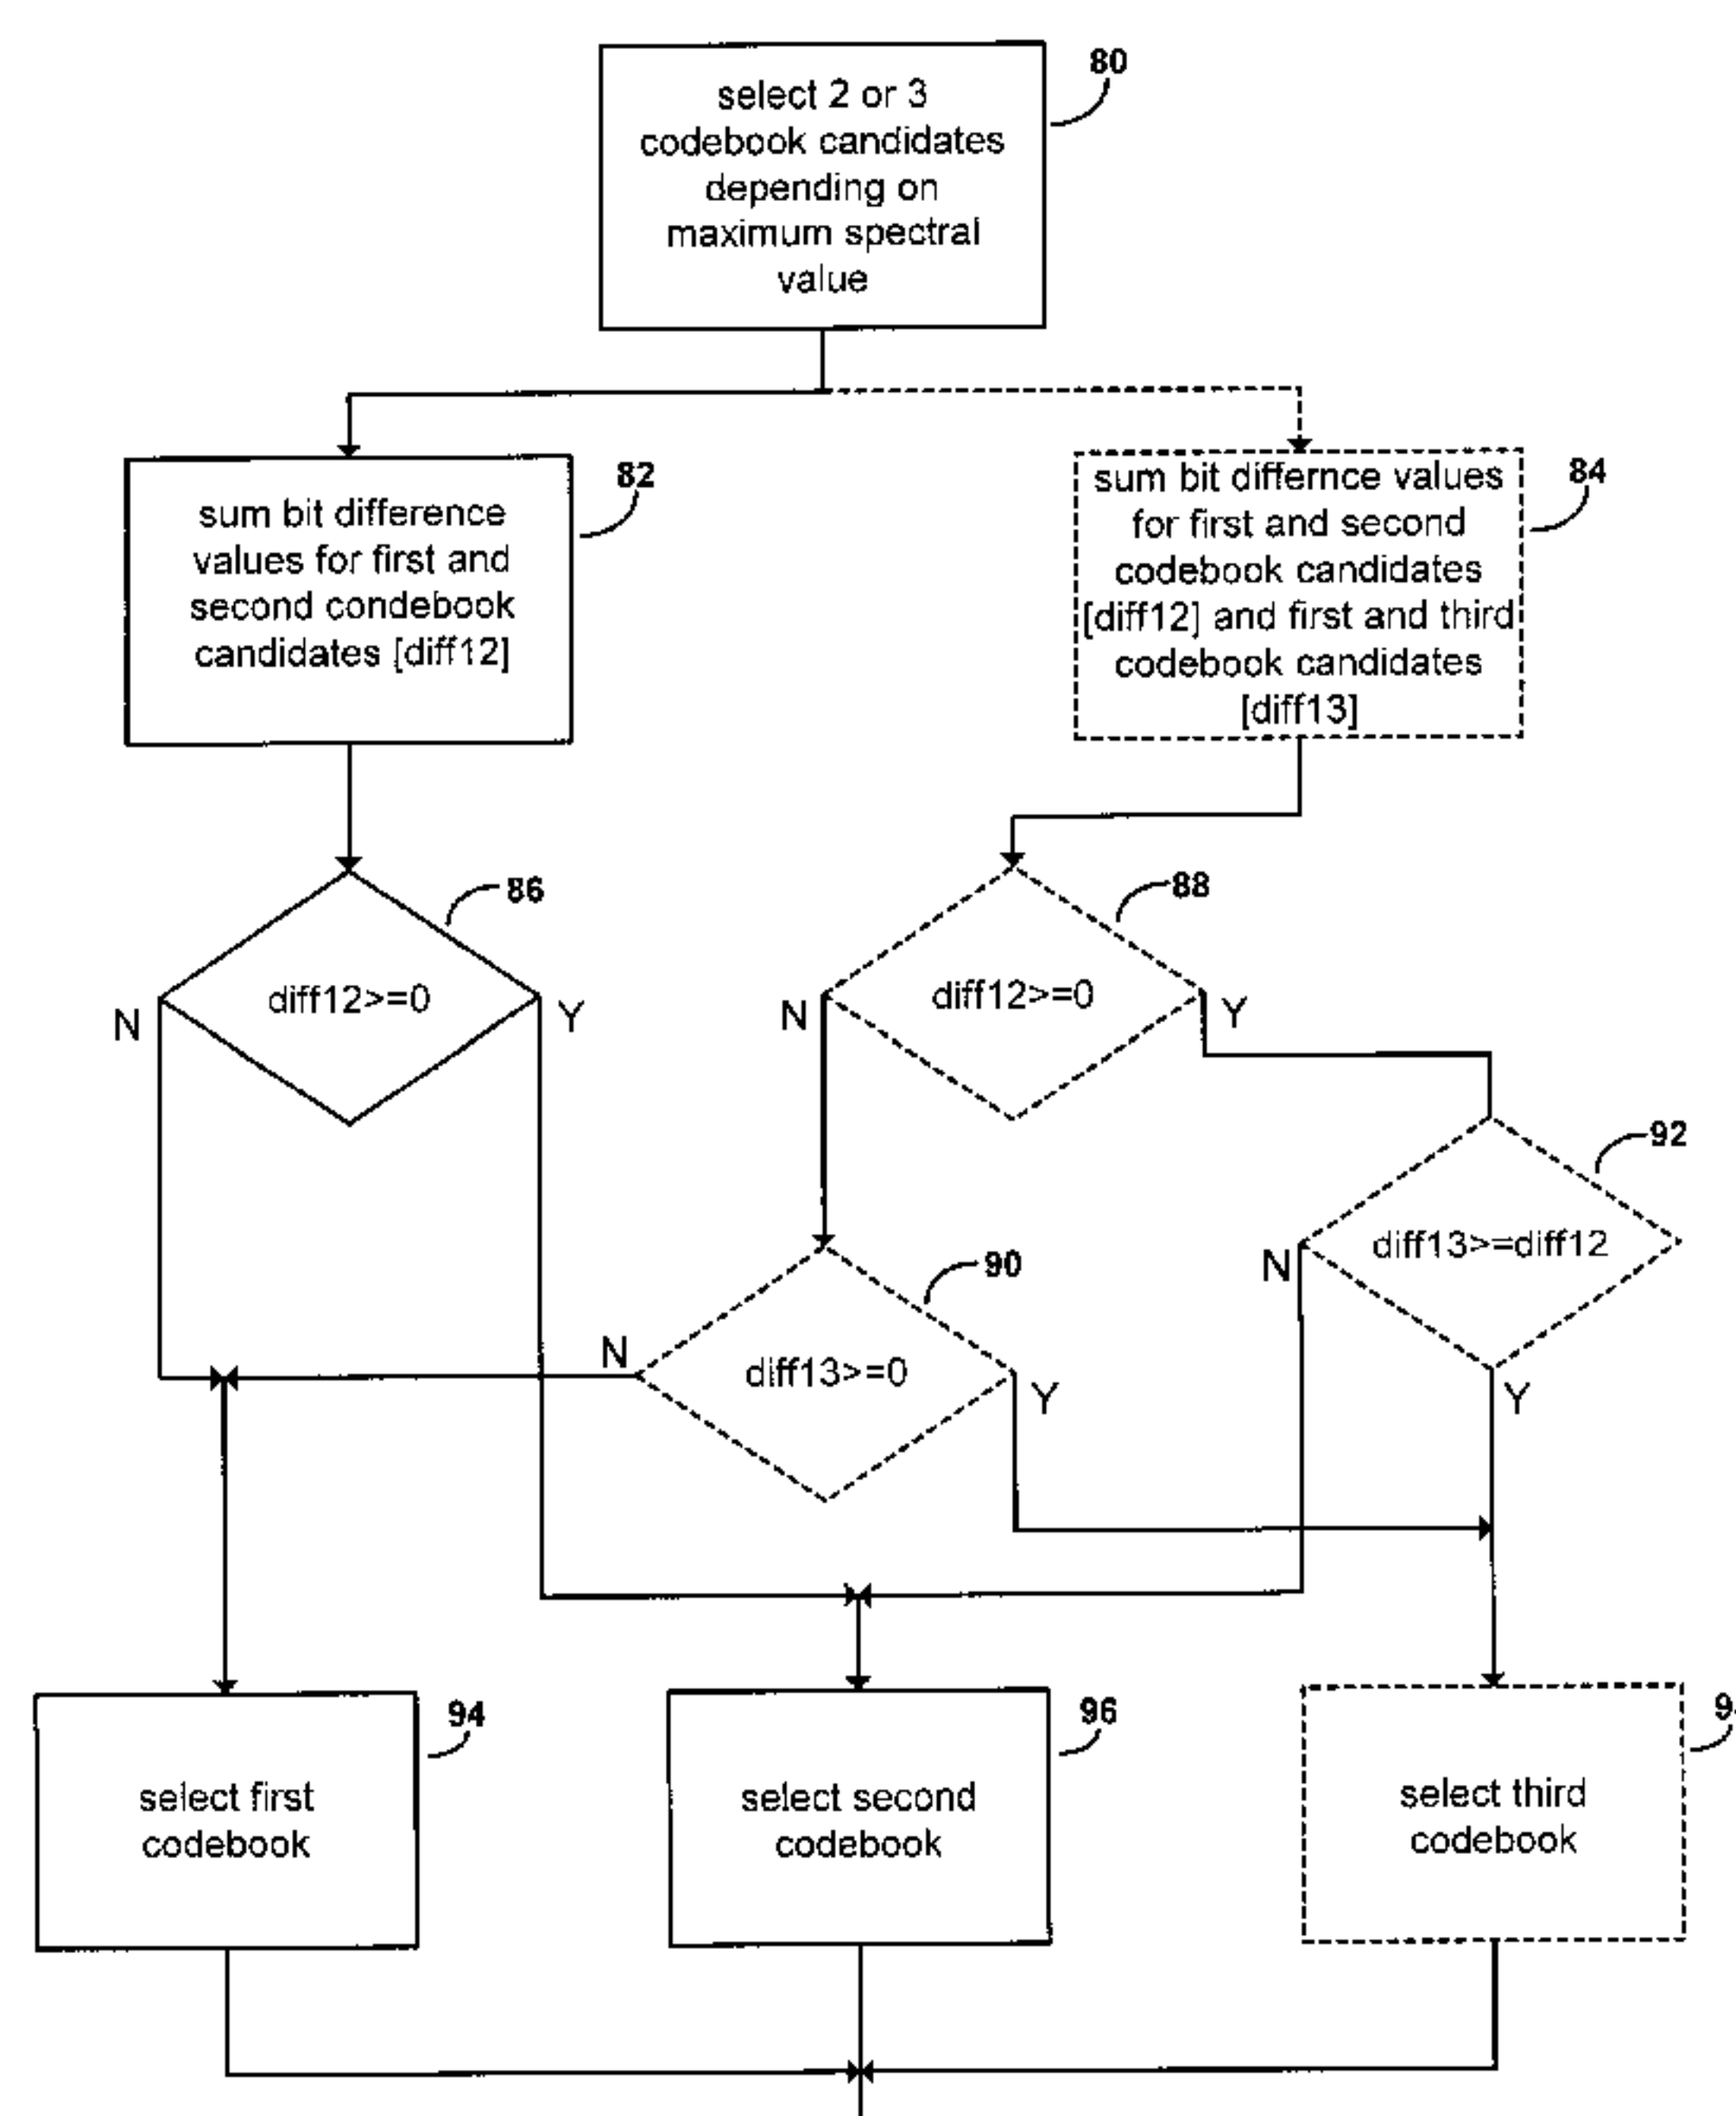 select 2 or 3
codebook candidates
depending on
maximum spectral
value
80
sum bit difference
values for first and
second condebook
candidates [diff12]
82
sum bit differnce values
for first and second
codebook candidates
[diff12] and first and third
codebook candidates
[diff13]
84
diff12>=0
86
N
Y
diff12>=0
88
N
Y
diff13>=diff12
92
N
Y
diff13>=0
90
N
Y
select first
codebook
94
select second
codebook
96
select third
codebook